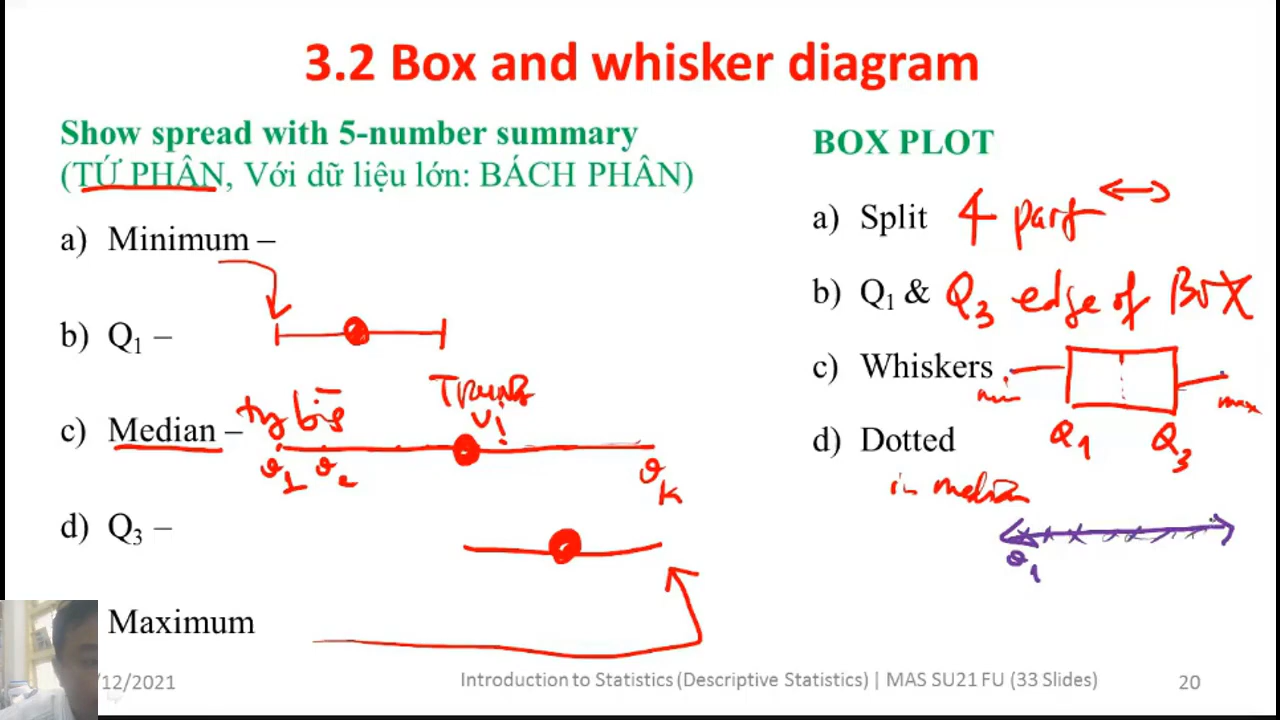 3.2 Box and whisker diagram
Show spread with 5-number summary
(TỨ PHÂN, Với dữ liệu lớn: BÁCH PHÂN)
a) Minimum –
b) Q1 –
c) Median –
Trung
vị
d) Q3 –
Maximum
BOX PLOT
a) Split 4 part
b) Q1 & Q3 edge of BOX
c) Whiskers
min
max
Q1 Q3
d) Dotted
in median
/12/2021
Introduction to Statistics (Descriptive Statistics) | MAS SU21 FU (33 Slides)
20